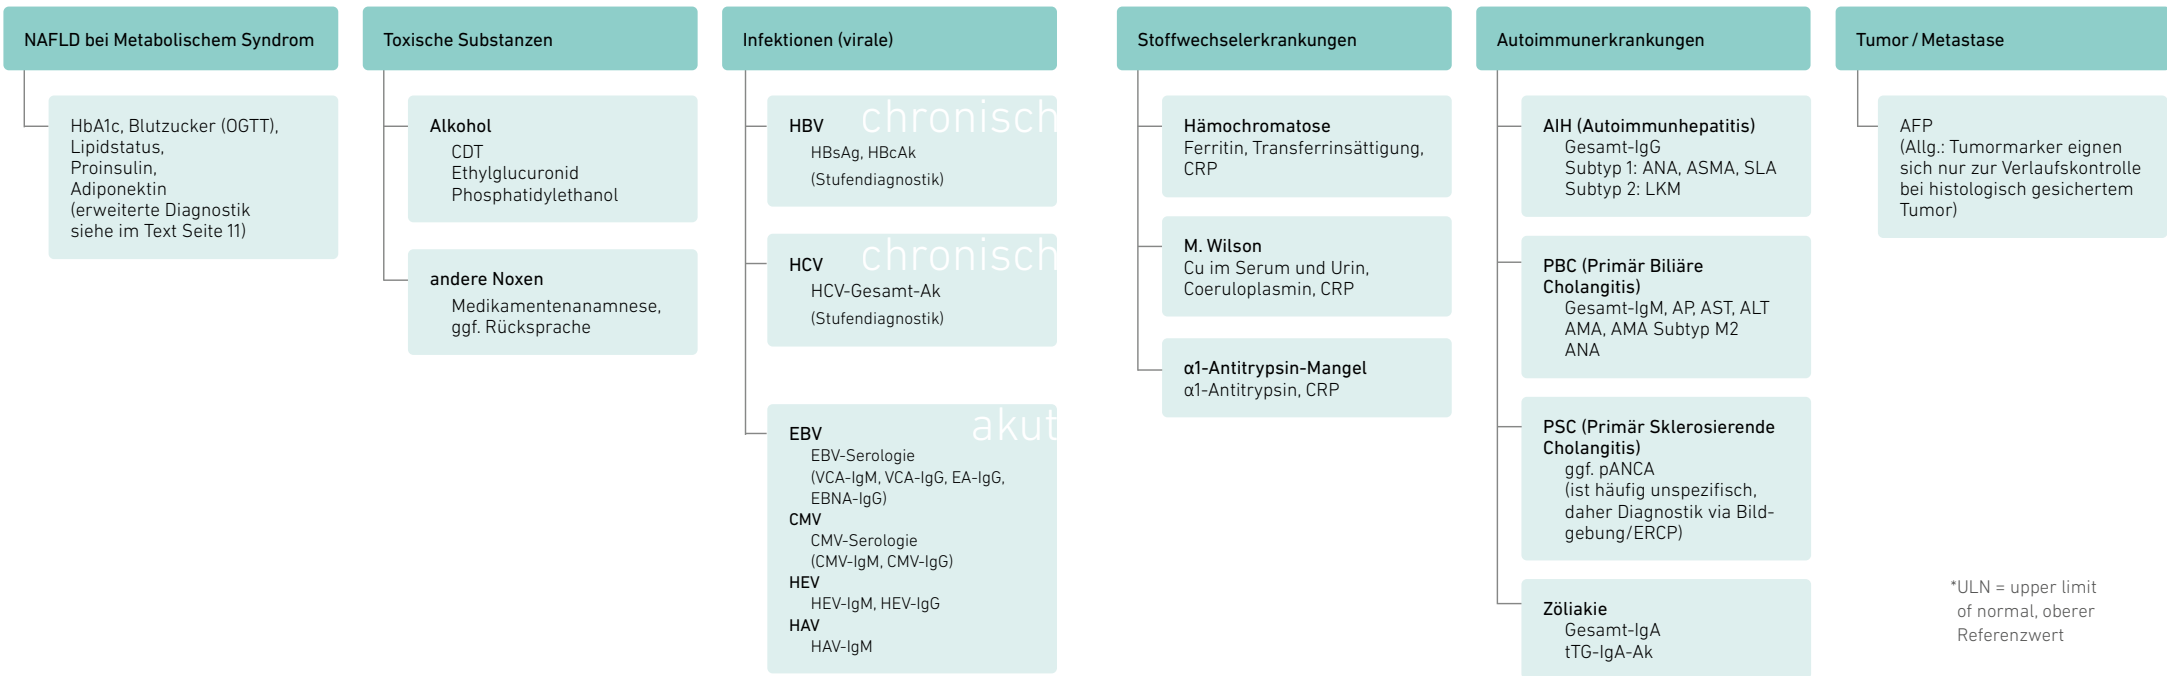 NAFLD bei Metabolischem Syndrom
HbA1c, Blutzucker (OGTT),
Lipidstatus,
Proinsulin,
Adiponektin
(erweiterte Diagnostik
siehe im Text Seite 11)
Toxische Substanzen
Alkohol
CDT
Ethylglucuronid
Phosphatidylethanol
andere Noxen
Medikamentenanamnese,
ggf. Rücksprache
Infektionen (virale)
chronisch
HBV
HBsAg, HBcAk
(Stufendiagnostik)
chronisch
HCV
HCV-Gesamt-Ak
(Stufendiagnostik)
akut
EBV
EBV-Serologie
(VCA-IgM, VCA-IgG, EA-IgG,
EBNA-IgG)
CMV
CMV-Serologie
(CMV-IgM, CMV-IgG)
HEV
HEV-IgM, HEV-IgG
HAV
HAV-IgM
Stoffwechselerkrankungen
Hämochromatose
Ferritin, Transferrinsättigung,
CRP
M. Wilson
Cu im Serum und Urin,
Coeruloplasmin, CRP
α1-Antitrypsin-Mangel
α1-Antitrypsin, CRP
Autoimmunerkrankungen
AIH (Autoimmunhepatitis)
Gesamt-IgG
Subtyp 1: ANA, ASMA, SLA
Subtyp 2: LKM
PBC (Primär Biliäre
Cholangitis)
Gesamt-IgM, AP, AST, ALT
AMA, AMA Subtyp M2
ANA
PSC (Primär Sklerosierende
Cholangitis)
ggf. pANCA
(ist häufig unspezifisch,
daher Diagnostik via Bild-
gebung/ERCP)
Zöliakie
Gesamt-IgA
tTG-IgA-Ak
Tumor / Metastase
AFP
(Allg.: Tumormarker eignen
sich nur zur Verlaufskontrolle
bei histologisch gesichertem
Tumor)
*ULN = upper limit
of normal, oberer
Referenzwert